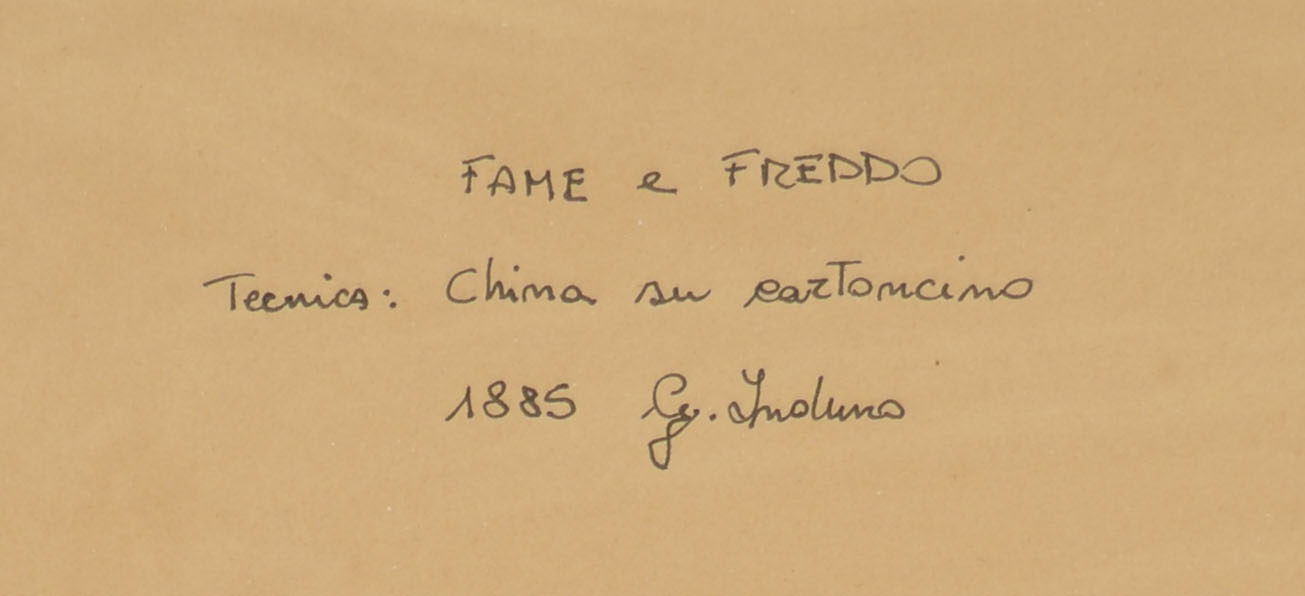 FAME e FREDDO
Tecnica: China su cartoncino
1885 G. Induno